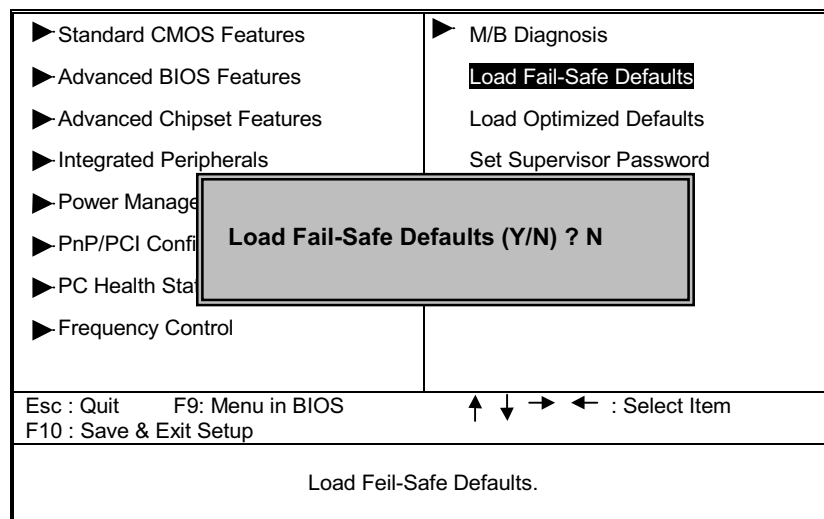 Standard CMOS Features
Advanced BIOS Features
Advanced Chipset Features
Integrated Peripherals
Power Manage
PnP/PCI Confi
PC Health Sta
Frequency Control
M/B Diagnosis
Load Fail-Safe Defaults
Load Optimized Defaults
Set Supervisor Password
Load Fail-Safe Defaults (Y/N) ? N
Esc : Quit F9: Menu in BIOS ↑ ↓ → ← : Select Item
F10 : Save & Exit Setup
Load Feil-Safe Defaults.